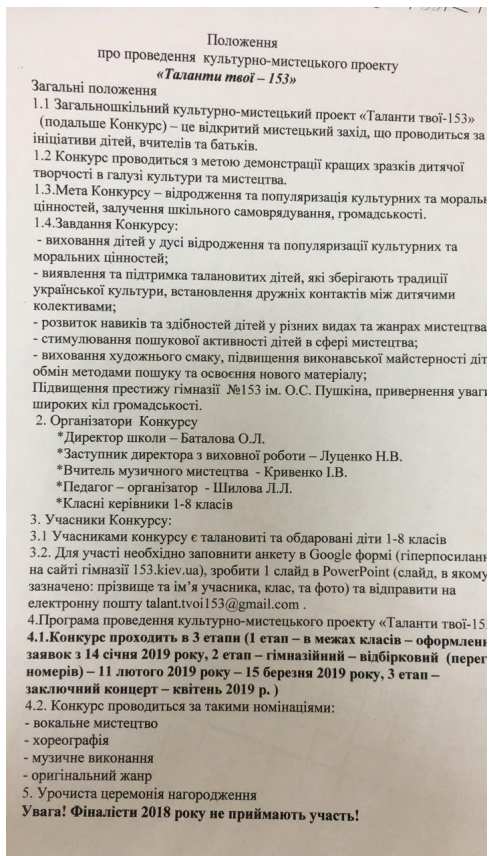 Положення
про проведення культурно-мистецького проекту
«Таланти твої – 153»
Загальні положення
1.1 Загальношкільний культурно-мистецький проект «Таланти твої-153»
(подальше Конкурс) – це відкритий мистецький захід, що проводиться за
ініціативи дітей, вчителів та батьків.
1.2 Конкурс проводиться з метою демонстрації кращих зразків дитячої
творчості в галузі культури та мистецтва.
1.3.Мета Конкурсу – відродження та популяризація культурних та мораль
цінностей, залучення шкільного самоврядування, громадськості.
1.4.Завдання Конкурсу:
- виховання дітей у дусі відродження та популяризації культурних та
моральних цінностей;
- виявлення та підтримка талановитих дітей, які зберігають традиції
української культури, встановлення дружніх контактів між дитячими
колективами;
- розвиток навиків та здібностей дітей у різних видах та жанрах мистецтва
- стимулювання пошукової активності дітей в сфері мистецтва;
- виховання художнього смаку, підвищення виконавської майстерності діт
обмін методами пошуку та освоєння нового матеріалу;
Підвищення престижу гімназії №153 ім. О.С. Пушкіна, привернення уваги
широких кіл громадськості.
2. Організатори Конкурсу
*Директор школи – Баталова О.Л.
*Заступник директора з виховної роботи – Луценко Н.В.
*Вчитель музичного мистецтва - Кривенко І.В.
*Педагог – організатор - Шилова Л.Л.
*Класні керівники 1-8 класів
3. Учасники Конкурсу:
3.1 Учасниками конкурсу є талановиті та обдаровані діти 1-8 класів
3.2. Для участі необхідно заповнити анкету в Google формі (гіперпосилан
на сайті гімназії 153.kiev.ua), зробити 1 слайд в PowerPoint (слайд, в якому
зазначено: прізвище та ім’я учасника, клас, та фото) та відправити на
електронну пошту talant.tvoi153@gmail.com .
4.Програма проведення культурно-мистецького проекту «Таланти твої-15
4.1.Конкурс проходить в 3 етапи (1 етап – в межах класів – оформлен
заявок з 14 січня 2019 року, 2 етап – гімназійний – відбірковий (перег
номерів) – 11 лютого 2019 року – 15 березня 2019 року, 3 етап –
заключний концерт – квітень 2019 р. )
4.2. Конкурс проводиться за такими номінаціями:
- вокальне мистецтво
- хореографія
- музичне виконання
- оригінальний жанр
5. Урочиста церемонія нагородження
Увага! Фіналісти 2018 року не приймають участь!